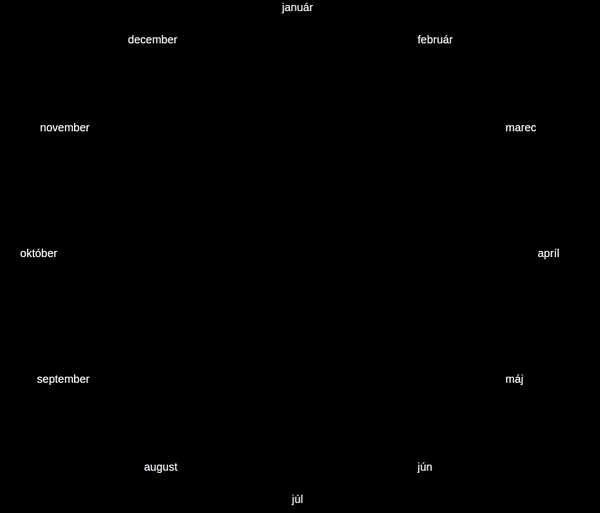 január
december február
november marec
október apríl
september máj
august jún
júl